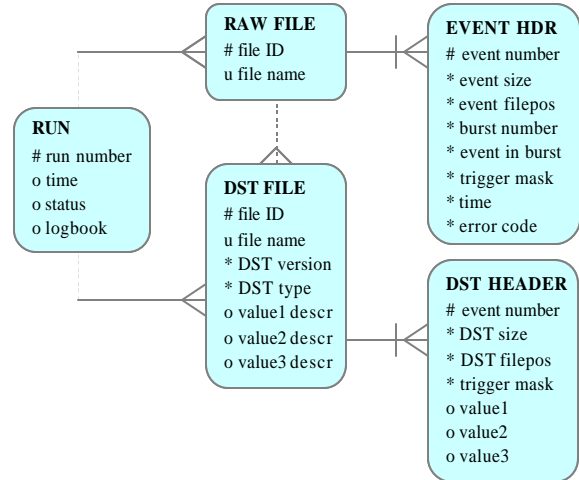 RAW FILE
# file ID
u file name
EVENT HDR
# event number
* event size
* event filepos
* burst number
* event in burst
* trigger mask
* time
* error code
RUN
# run number
o time
o status
o logbook
DST FILE
# file ID
u file name
* DST version
* DST type
o value1 descr
o value2 descr
o value3 descr
DST HEADER
# event number
* DST size
* DST filepos
* trigger mask
o value1
o value2
o value3